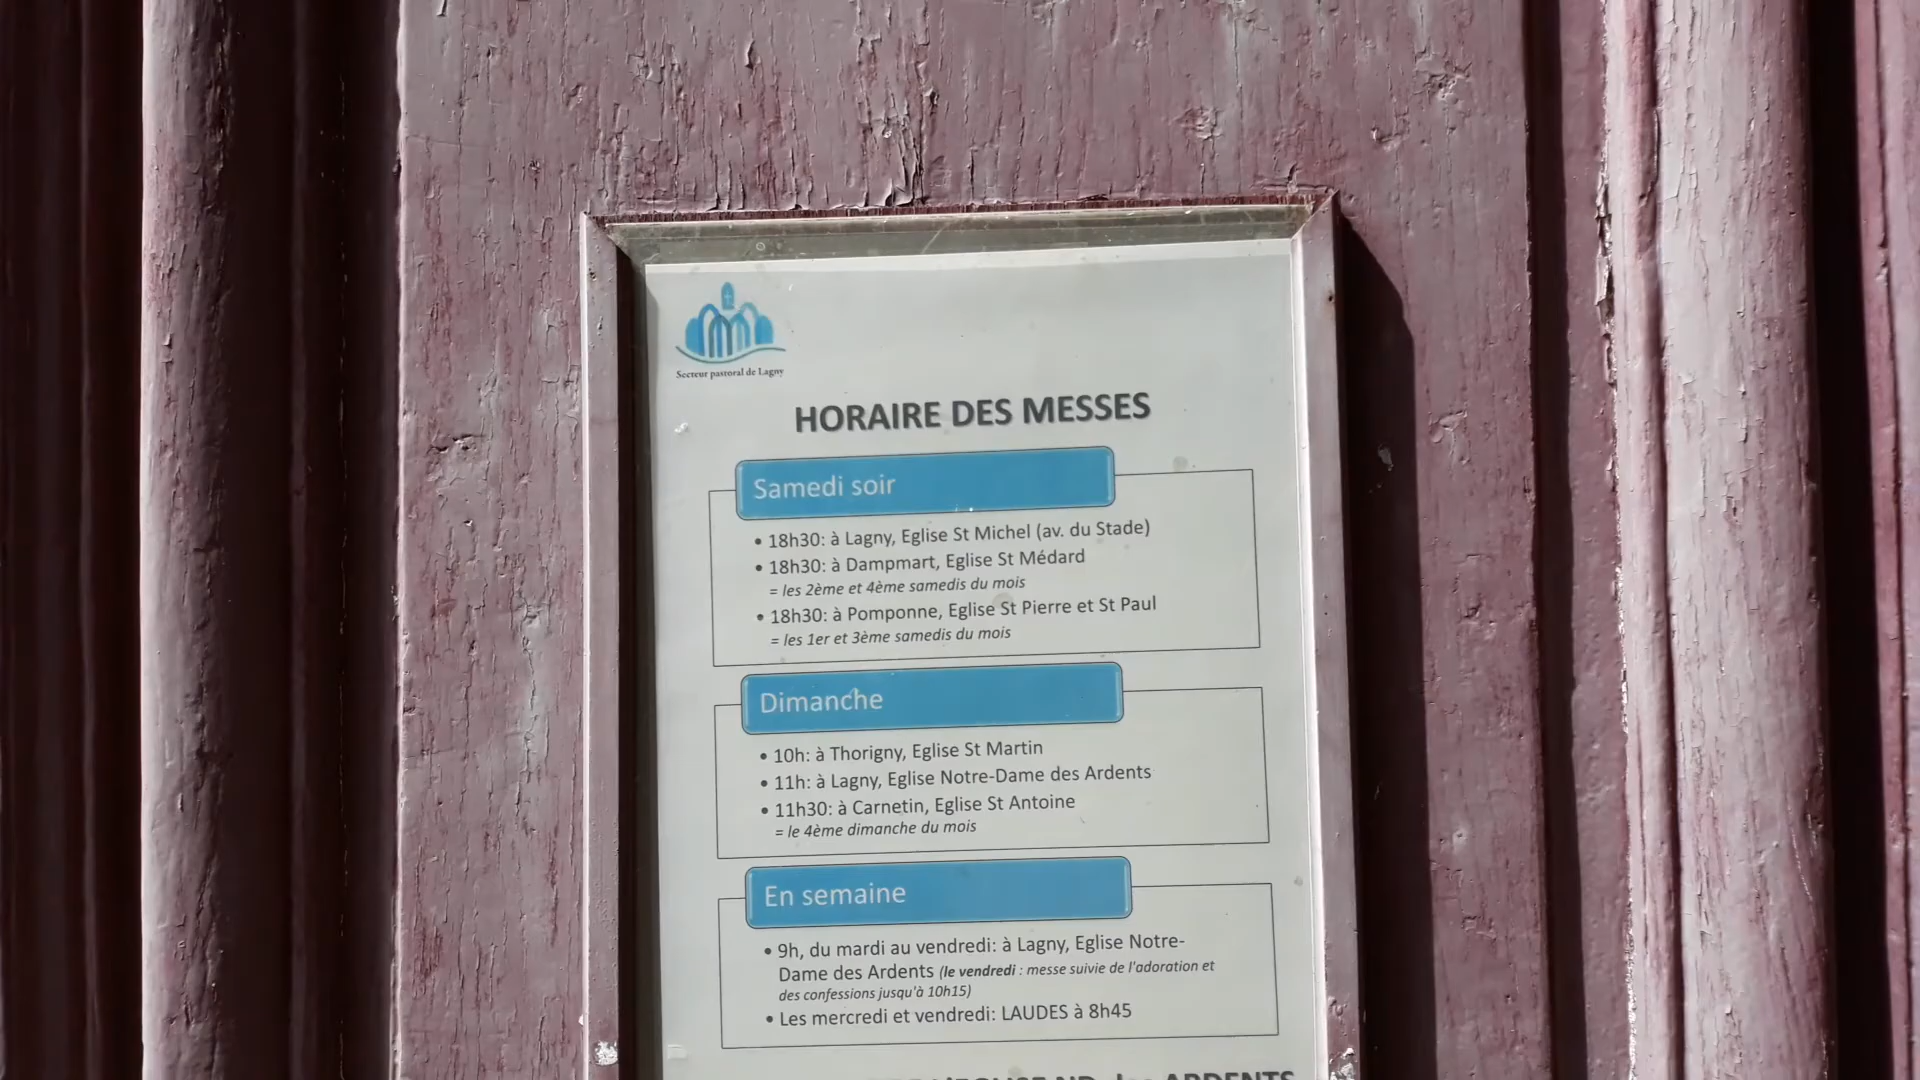 Secteur pastoral de Lagny
HORAIRE DES MESSES
Samedi soir
• 18h30: à Lagny, Eglise St Michel (av. du Stade)
• 18h30: à Dampmart, Eglise St Médard
= les 2ème et 4ème samedis du mois
• 18h30: à Pomponne, Eglise St Pierre et St Paul
= les 1er et 3ème samedis du mois
Dimanche
• 10h: à Thorigny, Eglise St Martin
• 11h: à Lagny, Eglise Notre-Dame des Ardents
• 11h30: à Carnetin, Eglise St Antoine
= le 4ème dimanche du mois
En semaine
• 9h, du mardi au vendredi: à Lagny, Eglise Notre-
Dame des Ardents (le vendredi : messe suivie de l'adoration et
des confessions jusqu'à 10h15)
• Les mercredi et vendredi: LAUDES à 8h45
L'EGLISE ND des ARDENTS